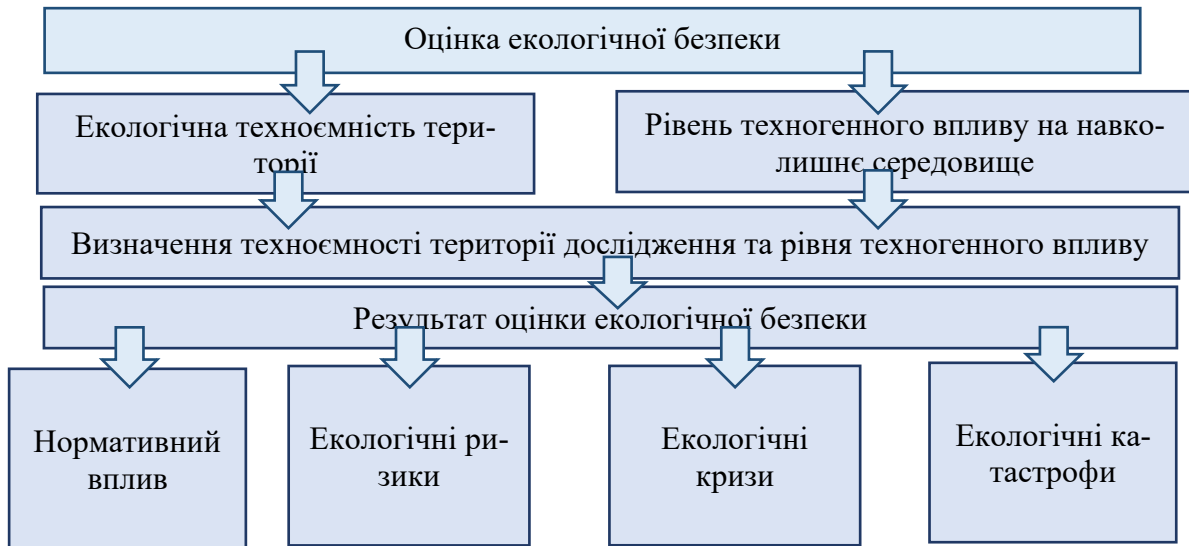 Оцінка екологічної безпеки
Екологічна техноємність тери-
торії
Рівень техногенного впливу на навко-
лишнє середовище
Визначення техноємності території дослідження та рівня техногенного впливу
Результат оцінки екологічної безпеки
Нормативний
вплив
Екологічні ри-
зики
Екологічні
кризи
Екологічні ка-
тастрофи